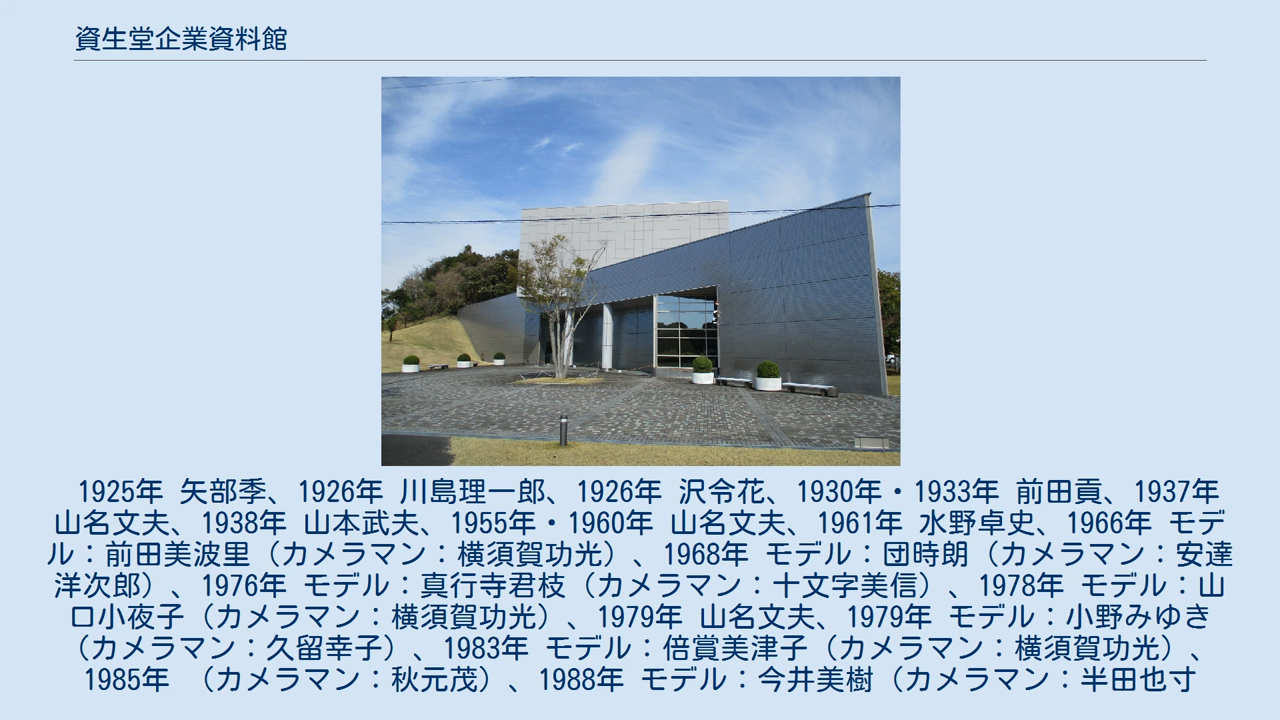 資生堂企業資料館
1925年 矢部季、1926年 川島理一郎、1926年 沢令花、1930年・1933年 前田貢、1937年
山名文夫、1938年 山本武夫、1955年・1960年 山名文夫、1961年 水野卓史、1966年 モデ
ル：前田美波里（カメラマン：横須賀功光）、1968年 モデル：団時朗（カメラマン：安達
洋次郎）、1976年 モデル：真行寺君枝（カメラマン：十文字美信）、1978年 モデル：山
口小夜子（カメラマン：横須賀功光）、1979年 山名文夫、1979年 モデル：小野みゆき
（カメラマン：久留幸子）、1983年 モデル：倍賞美津子（カメラマン：横須賀功光）、
1985年 （カメラマン：秋元茂）、1988年 モデル：今井美樹（カメラマン：半田也寸